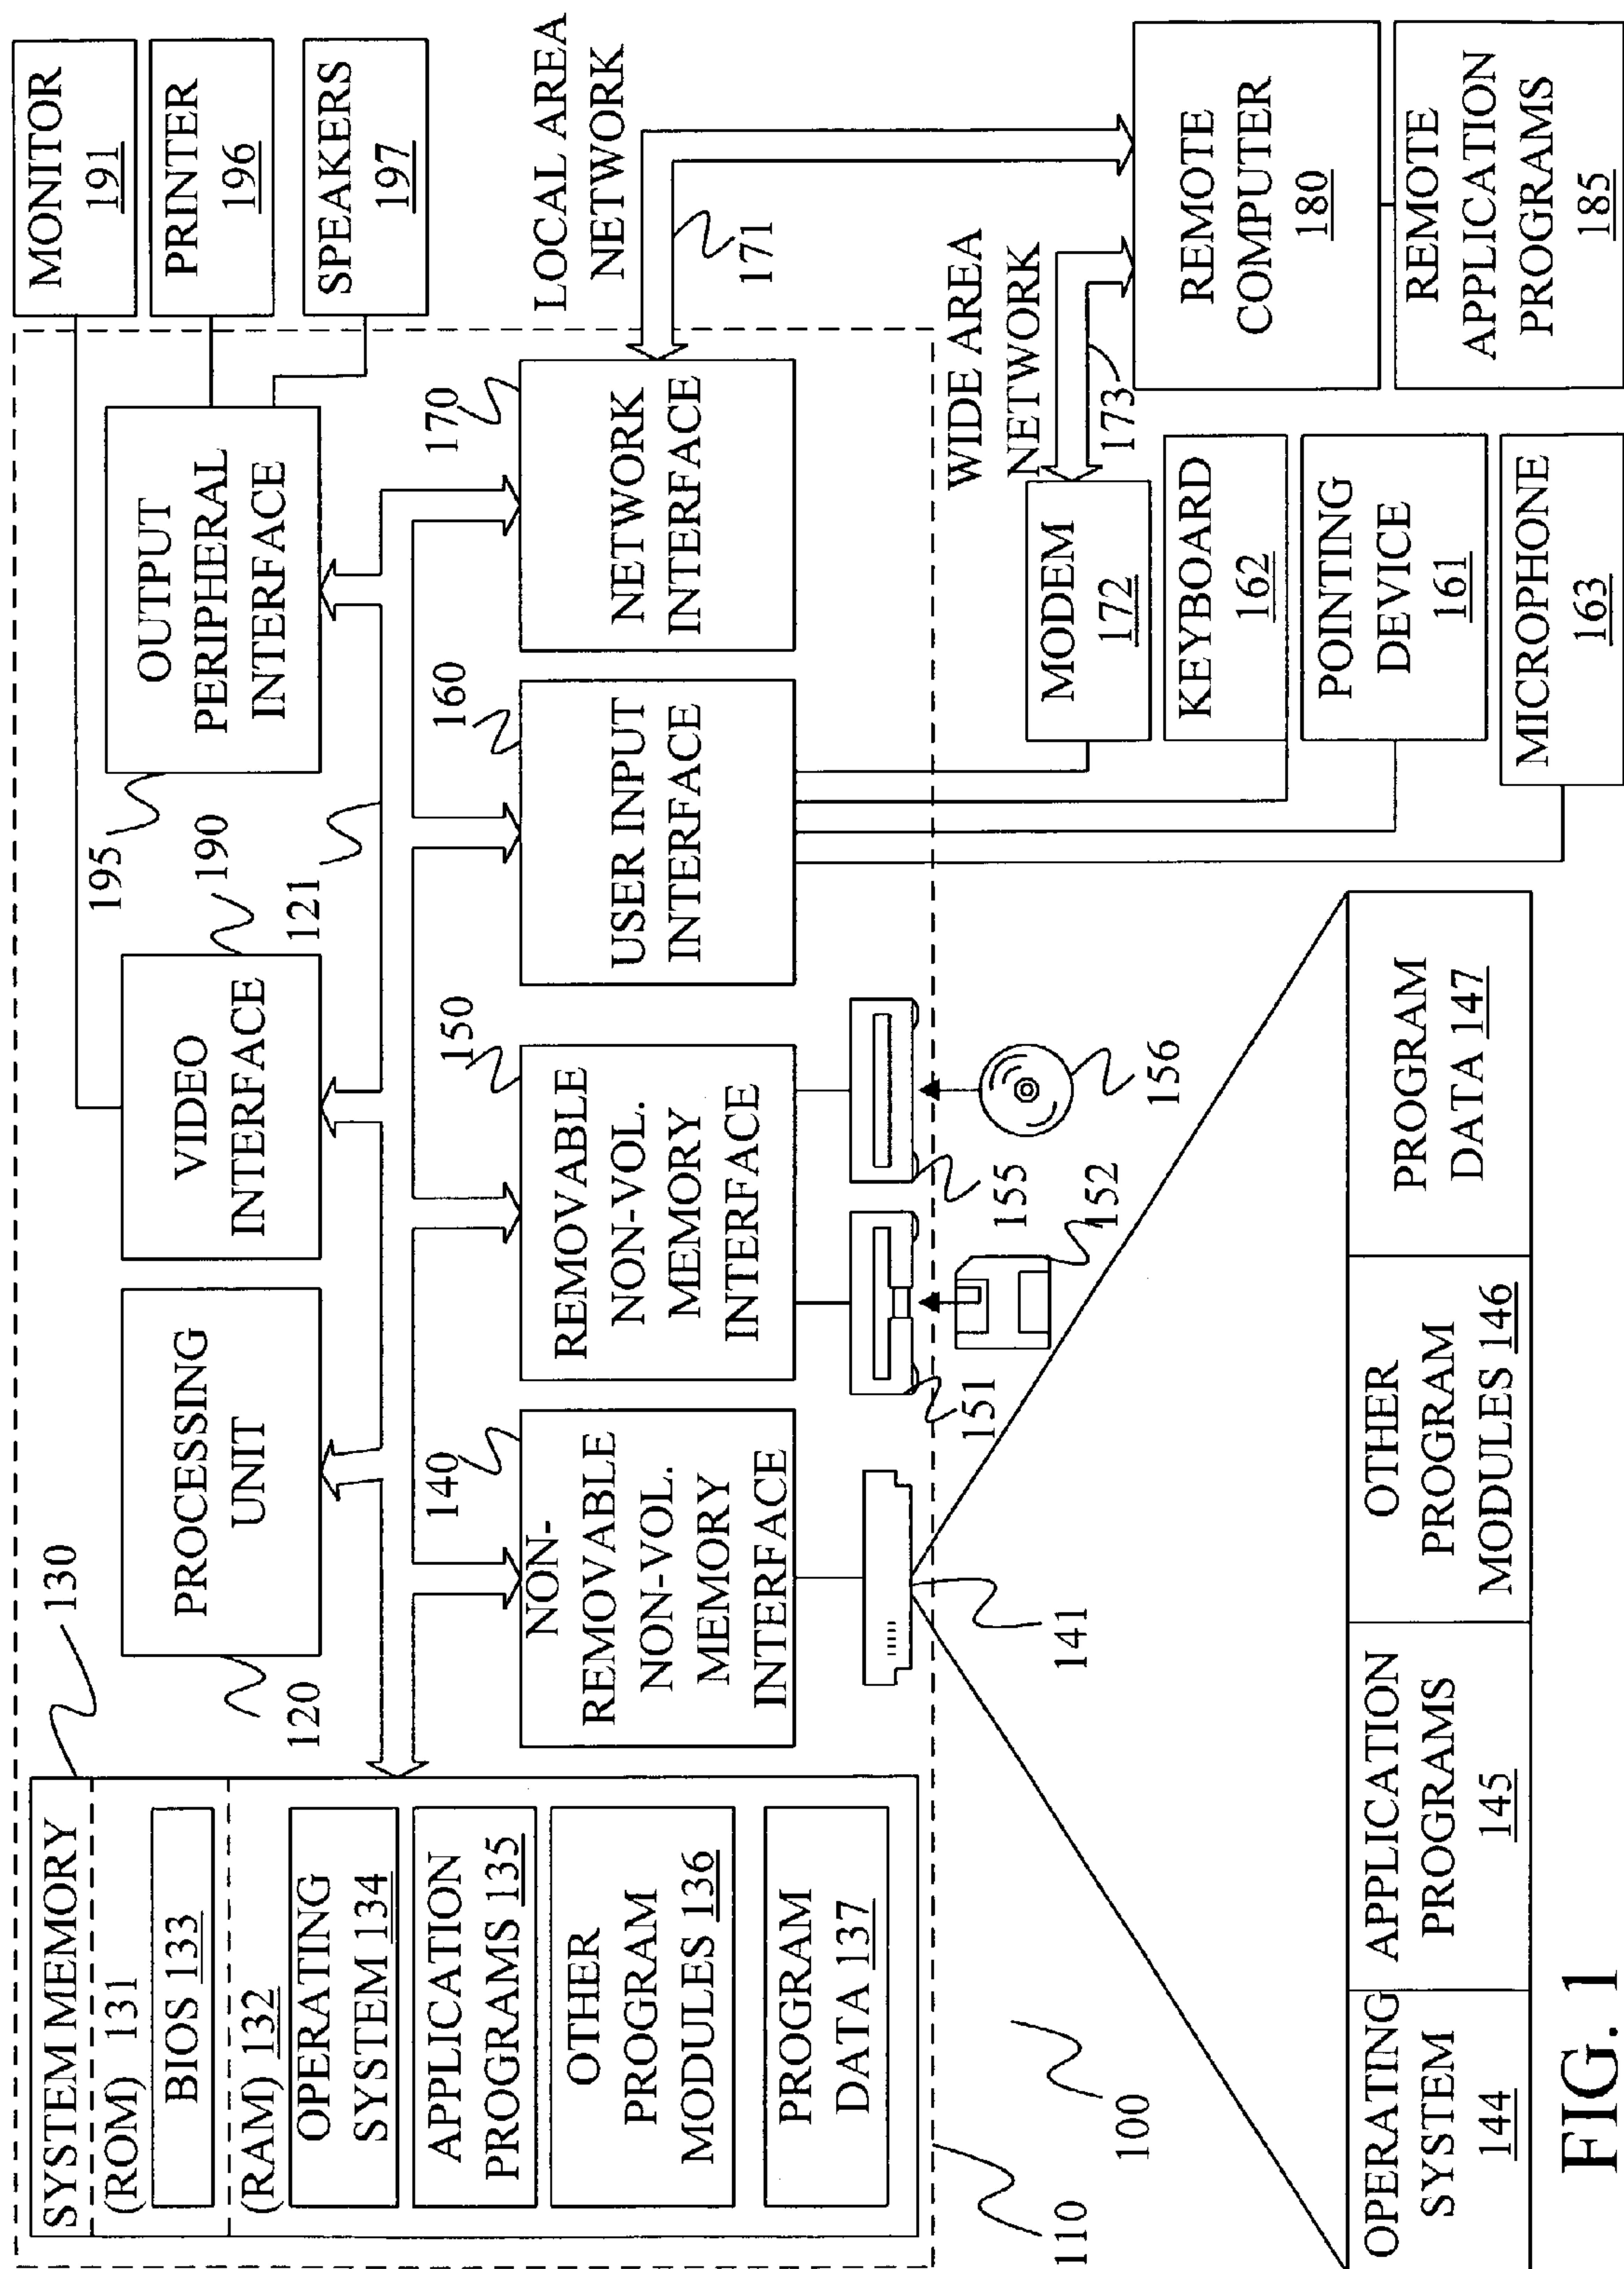 SYSTEM MEMORY
(ROM) 131
BIOS 133
(RAM) 132
OPERATING
SYSTEM 134
APPLICATION
PROGRAMS 135
OTHER
PROGRAM
MODULES 136
PROGRAM
DATA 137
130
PROCESSING
UNIT
120
VIDEO
INTERFACE
190
OUTPUT
PERIPHERAL
INTERFACE
195
121
MONITOR
191
PRINTER
196
SPEAKERS
197
NON-
REMOVABLE
NON-VOL.
MEMORY
INTERFACE
140
REMOVABLE
NON-VOL.
MEMORY
INTERFACE
150
USER INPUT
INTERFACE
160
NETWORK
INTERFACE
170
LOCAL AREA
NETWORK
171
141
151
152
155
156
WIDE AREA
NETWORK
173
MODEM
172
KEYBOARD
162
POINTING
DEVICE
161
MICROPHONE
163
REMOTE
COMPUTER
180
REMOTE
APPLICATION
PROGRAMS
185
110
100
OPERATING
SYSTEM
144
APPLICATION
PROGRAMS
145
OTHER
PROGRAM
MODULES 146
PROGRAM
DATA 147
FIG. 1